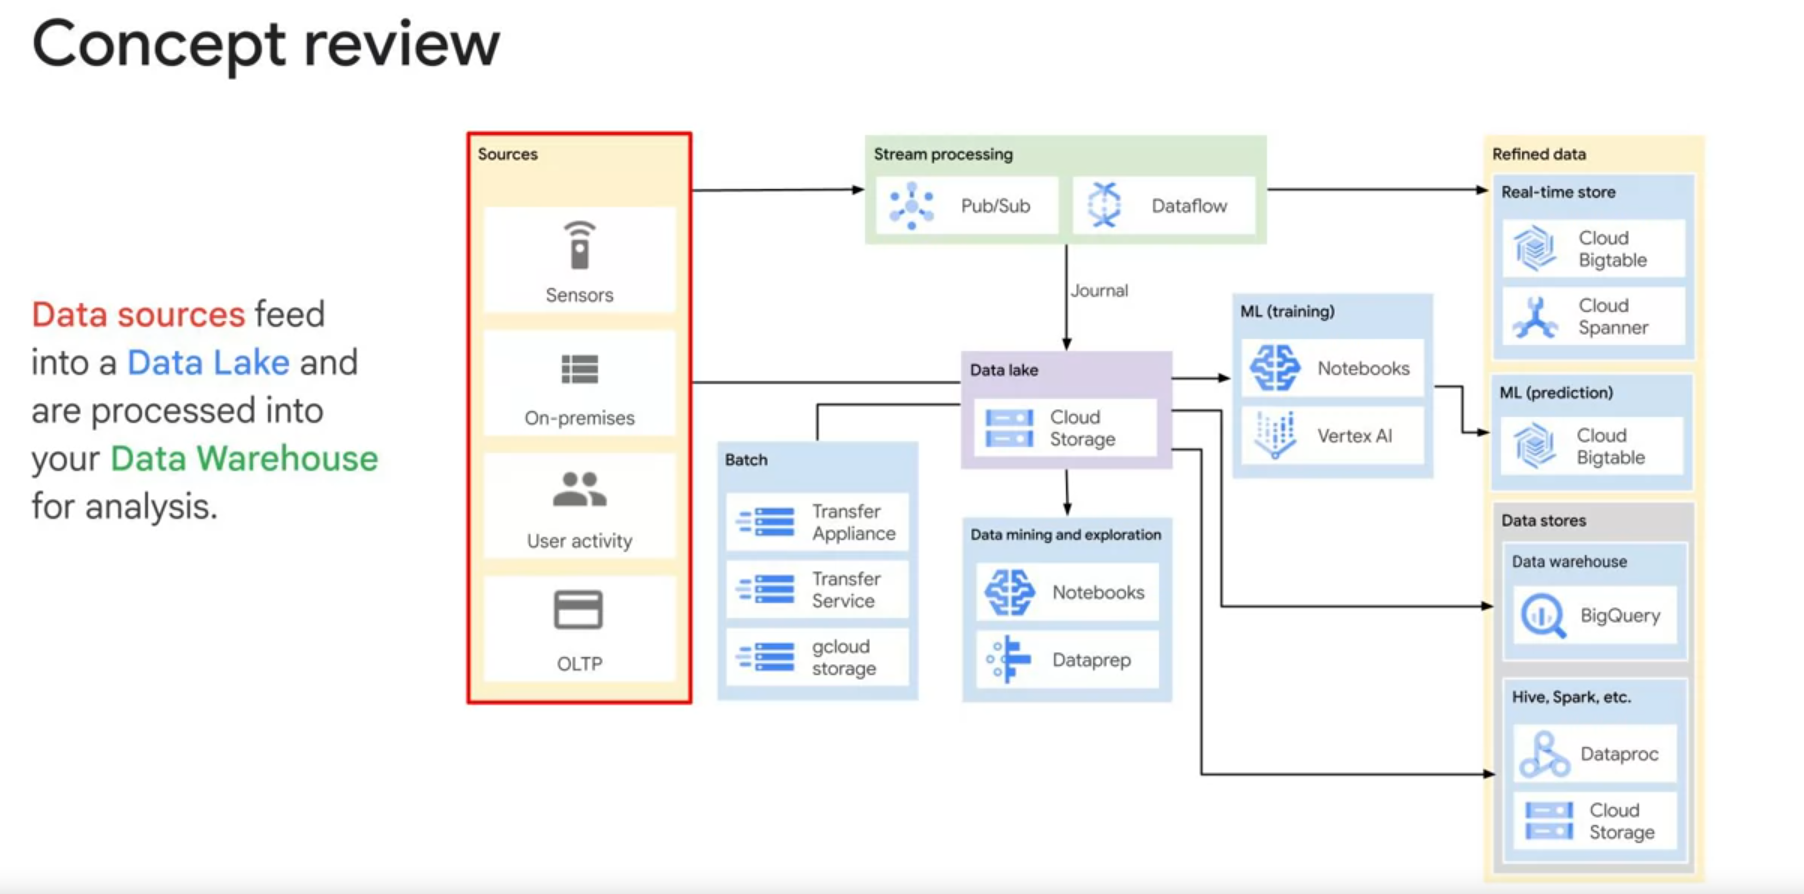 Concept review
Data sources feed
into a Data Lake and
are processed into
your Data Warehouse
for analysis.
Sources
Sensors
On-premises
User activity
OLTP
Stream processing
Pub/Sub
Dataflow
Journal
Batch
Transfer
Appliance
Transfer
Service
gcloud
storage
Data lake
Cloud
Storage
Data mining and exploration
Notebooks
Dataprep
ML (training)
Notebooks
Vertex AI
Refined data
Real-time store
Cloud
Bigtable
Cloud
Spanner
ML (prediction)
Cloud
Bigtable
Data stores
Data warehouse
BigQuery
Hive, Spark, etc.
Dataproc
Cloud
Storage